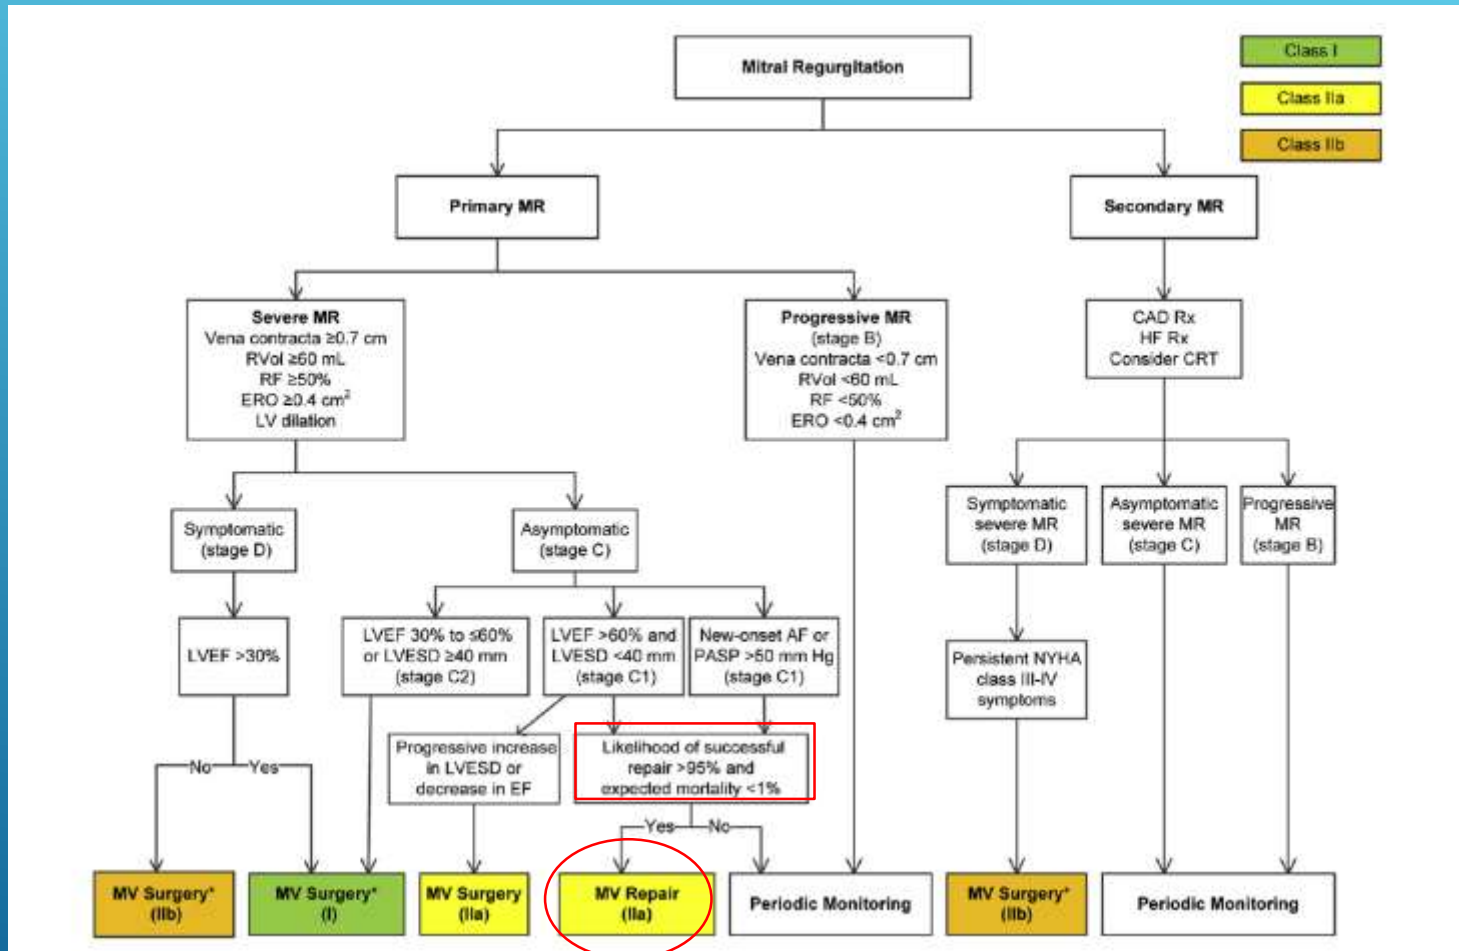 Mitral Regurgitation
Class I
Class IIa
Class IIb
Primary MR
Secondary MR
Severe MR
Vena contracta ≥0.7 cm
RVol ≥60 mL
RF ≥50%
ERO ≥0.4 cm²
LV dilation
Progressive MR
(stage B)
Vena contracta <0.7 cm
RVol <60 mL
RF <50%
ERO <0.4 cm²
CAD Rx
HF Rx
Consider CRT
Symptomatic
(stage D)
Asymptomatic
(stage C)
Symptomatic
severe MR
(stage D)
Asymptomatic
severe MR
(stage C)
Progressive
MR
(stage B)
LVEF >30%
LVEF 30% to ≤60%
or LVESD ≥40 mm
(stage C2)
LVEF >60% and
LVESD <40 mm
(stage C1)
New-onset AF or
PASP >50 mm Hg
(stage C1)
Persistent NYHA
class III-IV
symptoms
Progressive increase
in LVESD or
decrease in EF
Likelihood of successful
repair >95% and
expected mortality <1%
No
Yes
Yes
No
MV Surgery*
(IIb)
MV Surgery*
(I)
MV Surgery
(IIa)
MV Repair
(IIa)
Periodic Monitoring
MV Surgery*
(IIb)
Periodic Monitoring